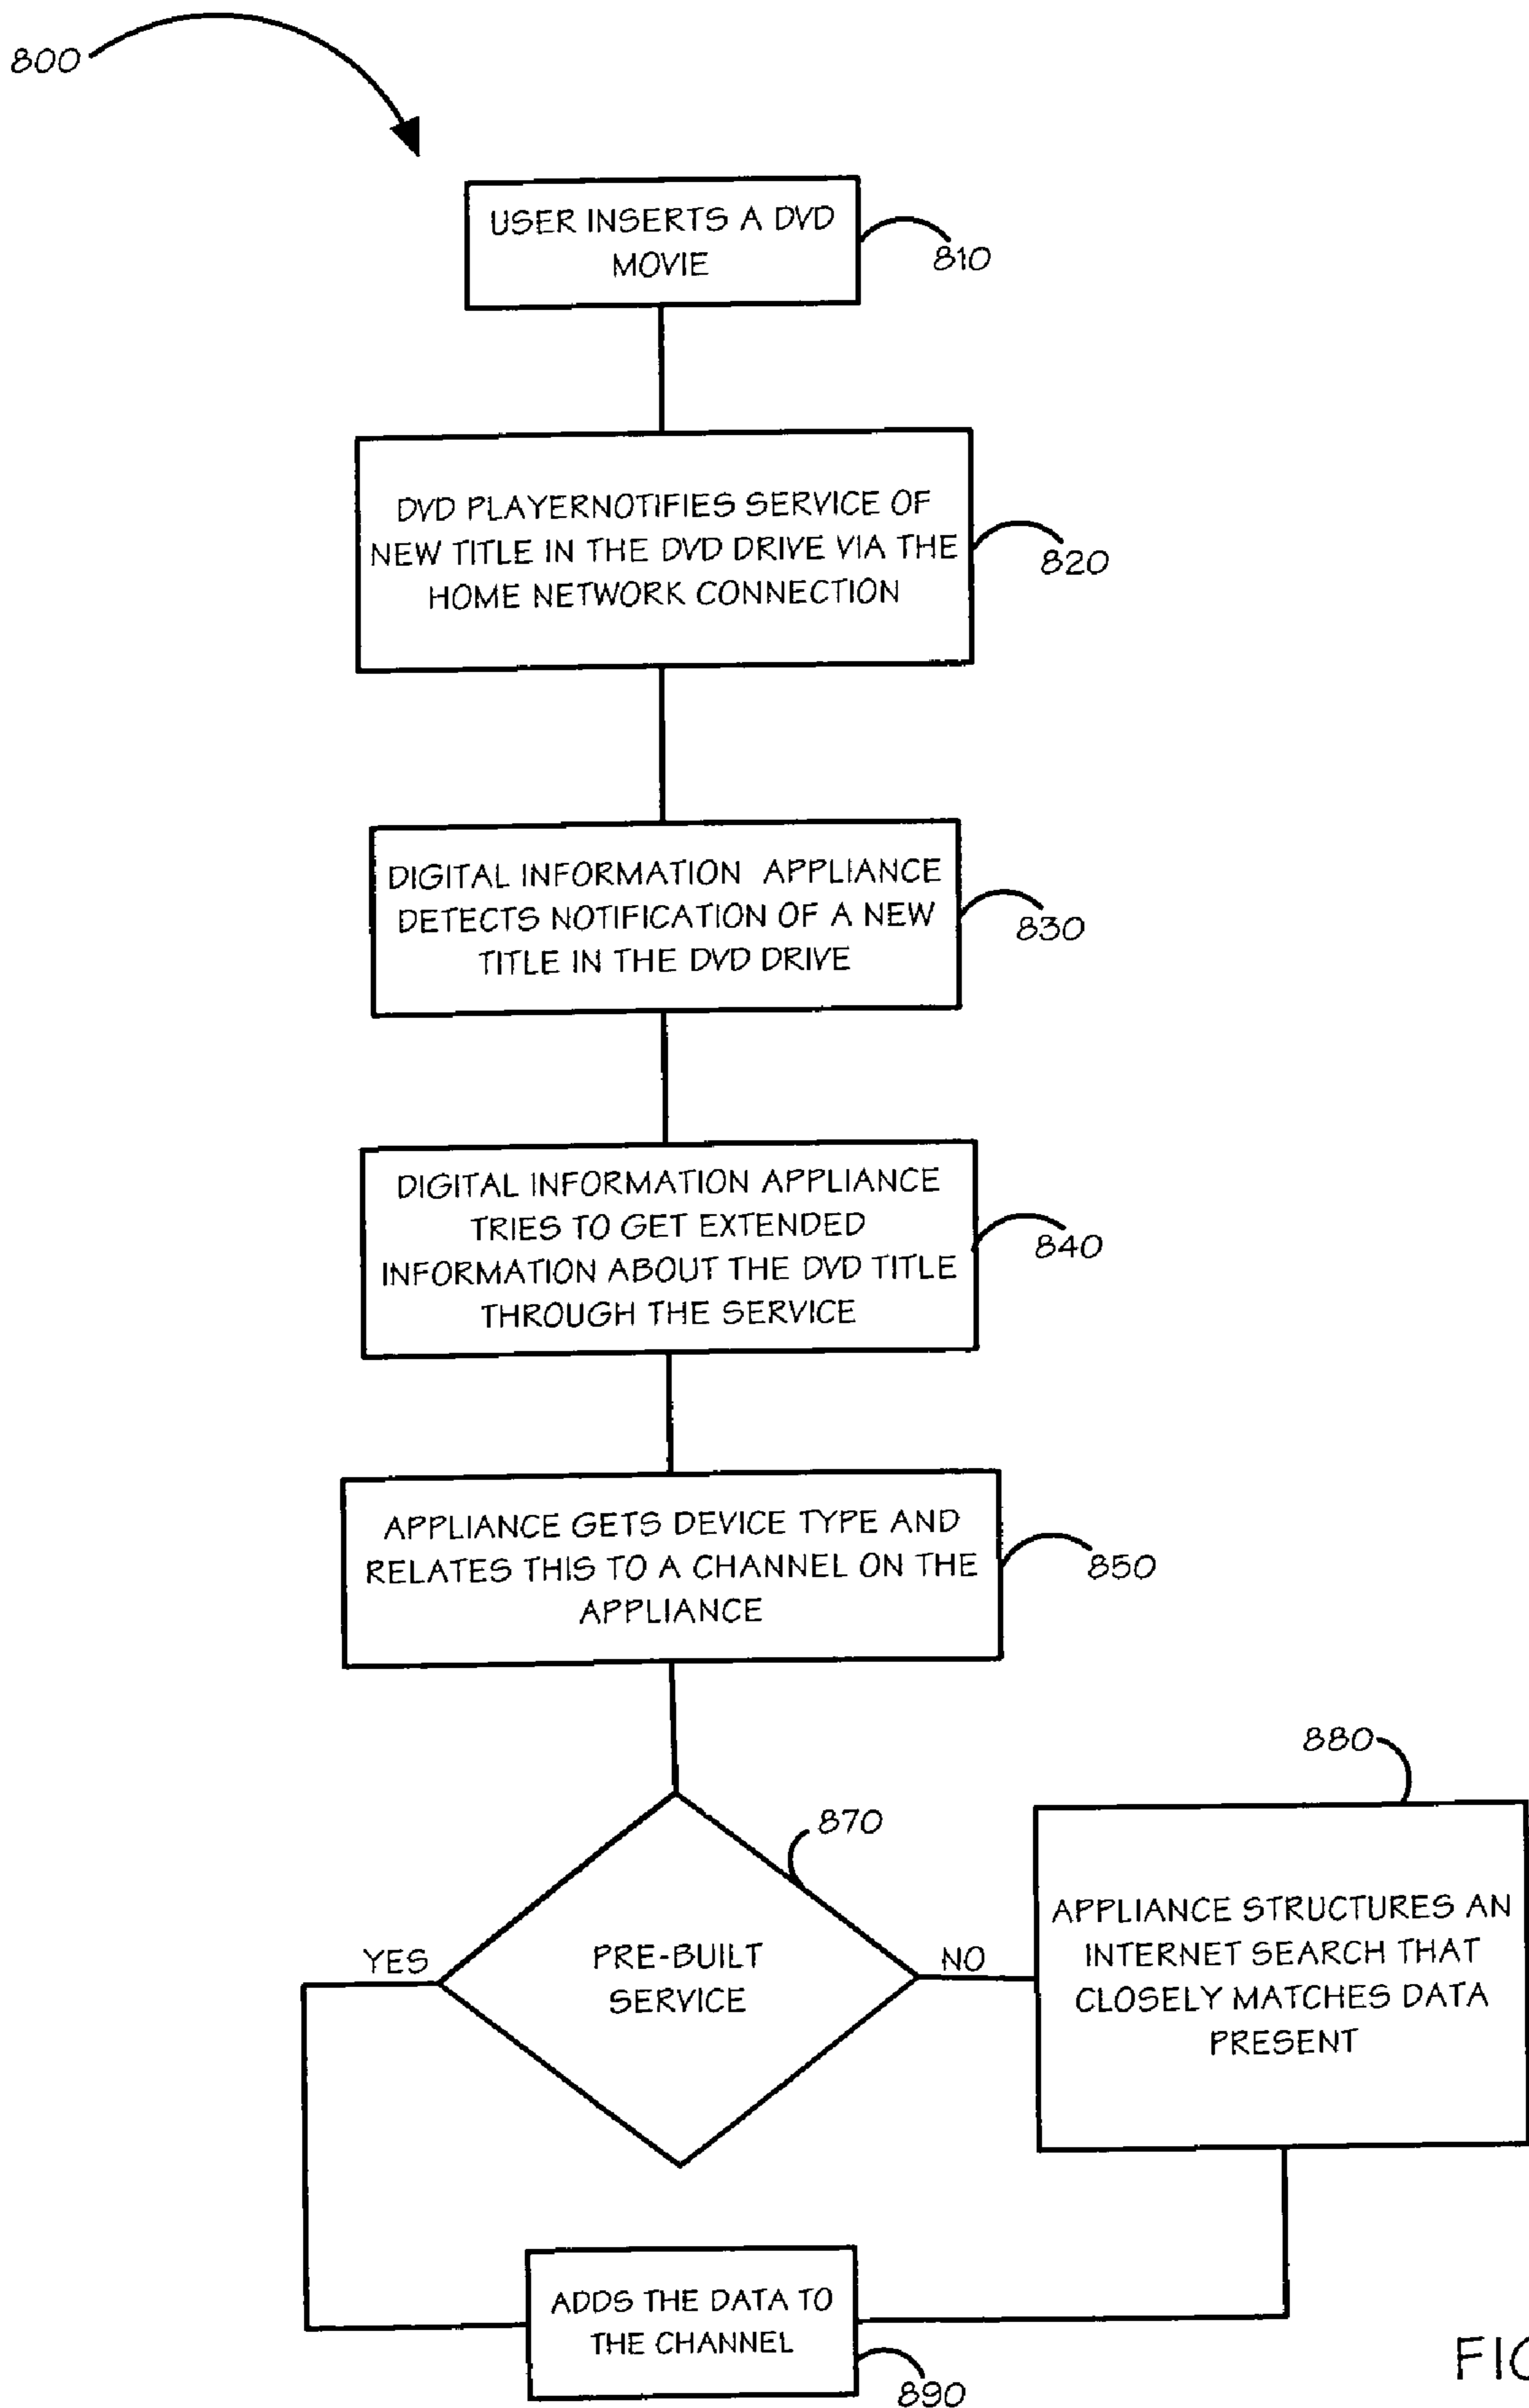 800
USER INSERTS A DVD
MOVIE
810
DVD PLAYERNOTIFIES SERVICE OF
NEW TITLE IN THE DVD DRIVE VIA THE
HOME NETWORK CONNECTION
820
DIGITAL INFORMATION APPLIANCE
DETECTS NOTIFICATION OF A NEW
TITLE IN THE DVD DRIVE
830
DIGITAL INFORMATION APPLIANCE
TRIES TO GET EXTENDED
INFORMATION ABOUT THE DVD TITLE
THROUGH THE SERVICE
840
APPLIANCE GETS DEVICE TYPE AND
RELATES THIS TO A CHANNEL ON THE
APPLIANCE
850
870
PRE-BUILT
SERVICE
YES
NO
880
APPLIANCE STRUCTURES AN
INTERNET SEARCH THAT
CLOSELY MATCHES DATA
PRESENT
ADDS THE DATA TO
THE CHANNEL
890